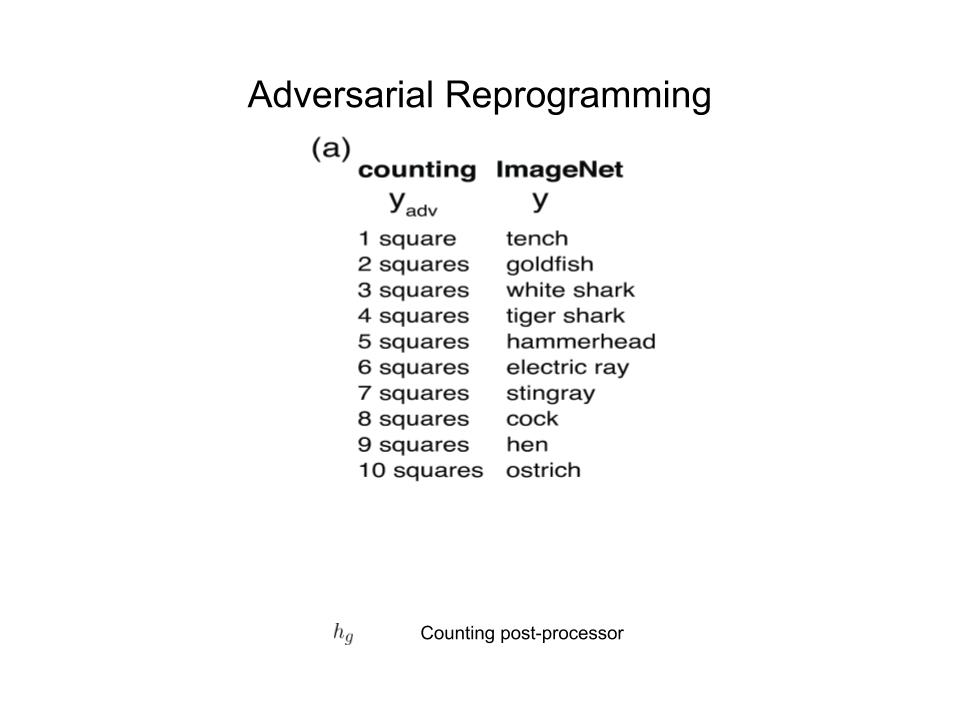 Adversarial Reprogramming
(a)
counting ImageNet
y_adv y
1 square tench
2 squares goldfish
3 squares white shark
4 squares tiger shark
5 squares hammerhead
6 squares electric ray
7 squares stingray
8 squares cock
9 squares hen
10 squares ostrich
h_g Counting post-processor